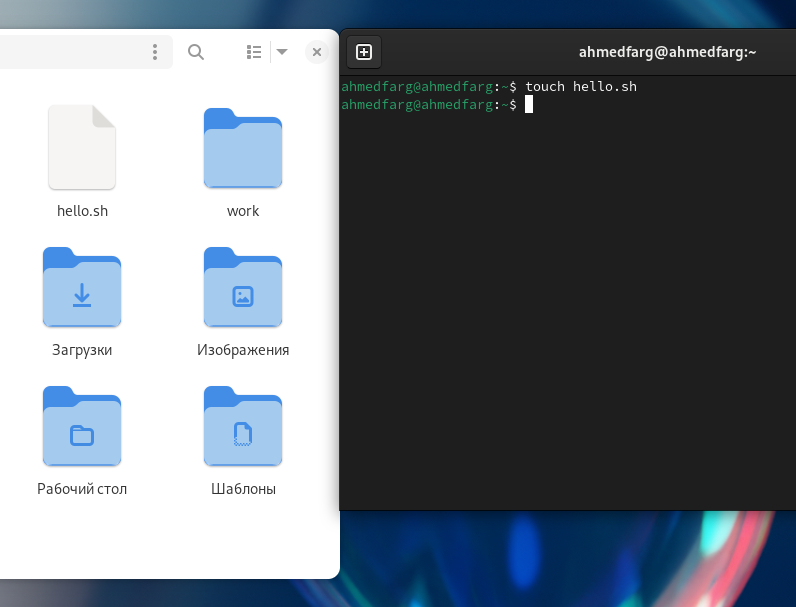 hello.sh
work
Загрузки
Изображения
Рабочий стол
Шаблоны
ahmedfarg@ahmedfarg:~
ahmedfarg@ahmedfarg:~$ touch hello.sh
ahmedfarg@ahmedfarg:~$